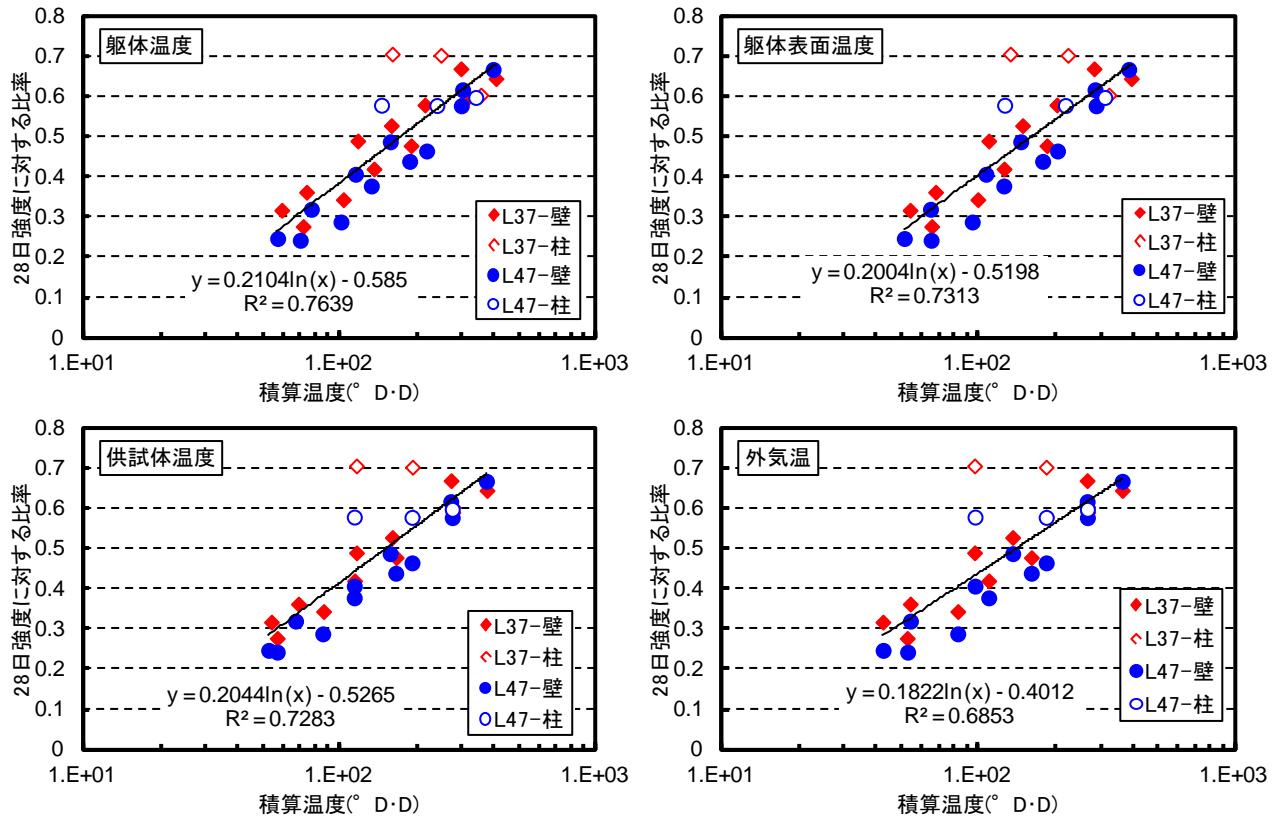 躯体温度
28日強度に対する比率
0.8
0.7
0.6
0.5
0.4
0.3
0.2
0.1
0
y = 0.2104ln(x) - 0.585
R² = 0.7639
L37-壁
L37-柱
L47-壁
L47-柱
1.E+01
1.E+02
1.E+03
積算温度(°D・D)
躯体表面温度
28日強度に対する比率
0.8
0.7
0.6
0.5
0.4
0.3
0.2
0.1
0
y = 0.2004ln(x) - 0.5198
R² = 0.7313
L37-壁
L37-柱
L47-壁
L47-柱
1.E+01
1.E+02
1.E+03
積算温度(°D・D)
供試体温度
28日強度に対する比率
0.8
0.7
0.6
0.5
0.4
0.3
0.2
0.1
0
y = 0.2044ln(x) - 0.5265
R² = 0.7283
L37-壁
L37-柱
L47-壁
L47-柱
1.E+01
1.E+02
1.E+03
積算温度(°D・D)
外気温
28日強度に対する比率
0.8
0.7
0.6
0.5
0.4
0.3
0.2
0.1
0
y = 0.1822ln(x) - 0.4012
R² = 0.6853
L37-壁
L37-柱
L47-壁
L47-柱
1.E+01
1.E+02
1.E+03
積算温度(°D・D)